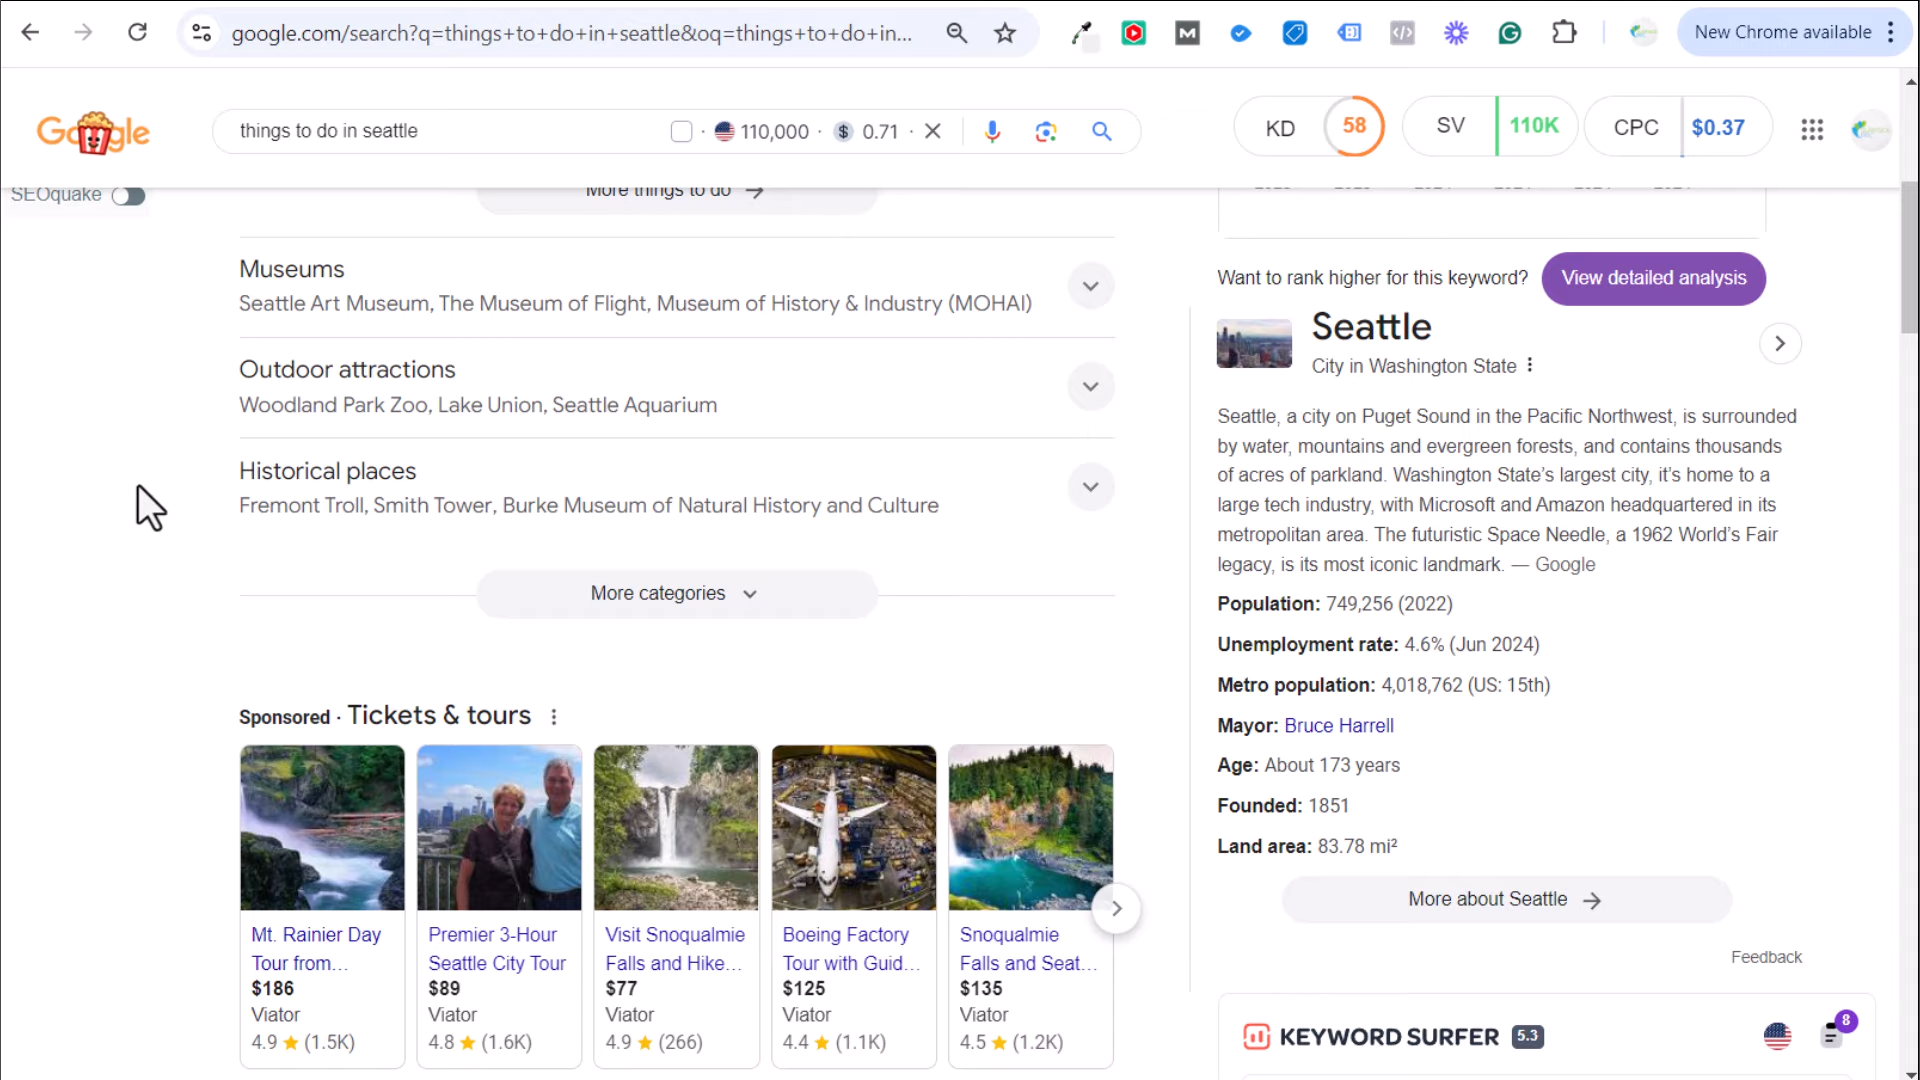 google.com/search?q=things+to+do+in+seattle&oq=things+to+do+in...
New Chrome available
Google
things to do in seattle
110,000 · $ 0.71 ·
KD 58
SV 110K
CPC $0.37
SEOquake
More things to do
Museums
Seattle Art Museum, The Museum of Flight, Museum of History & Industry (MOHAI)
Outdoor attractions
Woodland Park Zoo, Lake Union, Seattle Aquarium
Historical places
Fremont Troll, Smith Tower, Burke Museum of Natural History and Culture
More categories
Sponsored · Tickets & tours
Mt. Rainier Day
Tour from...
$186
Viator
4.9 ★ (1.5K)
Premier 3-Hour
Seattle City Tour
$89
Viator
4.8 ★ (1.6K)
Visit Snoqualmie
Falls and Hike...
$77
Viator
4.9 ★ (266)
Boeing Factory
Tour with Guid...
$125
Viator
4.4 ★ (1.1K)
Snoqualmie
Falls and Seat...
$135
Viator
4.5 ★ (1.2K)
Want to rank higher for this keyword?
View detailed analysis
Seattle
City in Washington State
Seattle, a city on Puget Sound in the Pacific Northwest, is surrounded
by water, mountains and evergreen forests, and contains thousands
of acres of parkland. Washington State’s largest city, it’s home to a
large tech industry, with Microsoft and Amazon headquartered in its
metropolitan area. The futuristic Space Needle, a 1962 World’s Fair
legacy, is its most iconic landmark. — Google
Population: 749,256 (2022)
Unemployment rate: 4.6% (Jun 2024)
Metro population: 4,018,762 (US: 15th)
Mayor: Bruce Harrell
Age: About 173 years
Founded: 1851
Land area: 83.78 mi²
More about Seattle
Feedback
KEYWORD SURFER 5.3
8